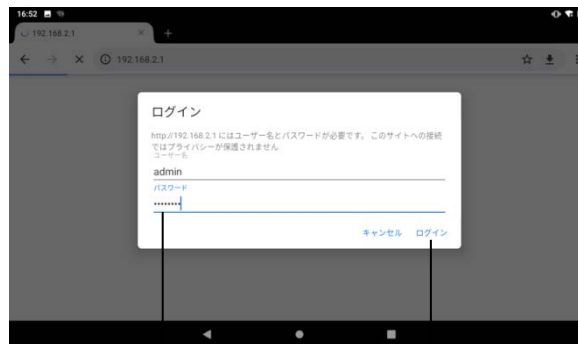 16:52
192.168.2.1
192.168.2.1
ログイン
http://192.168.2.1 にはユーザー名とパスワードが必要です。このサイトへの接続
ではプライバシーが保護されません
ユーザー名
admin
パスワード
••••••••
キャンセル ログイン